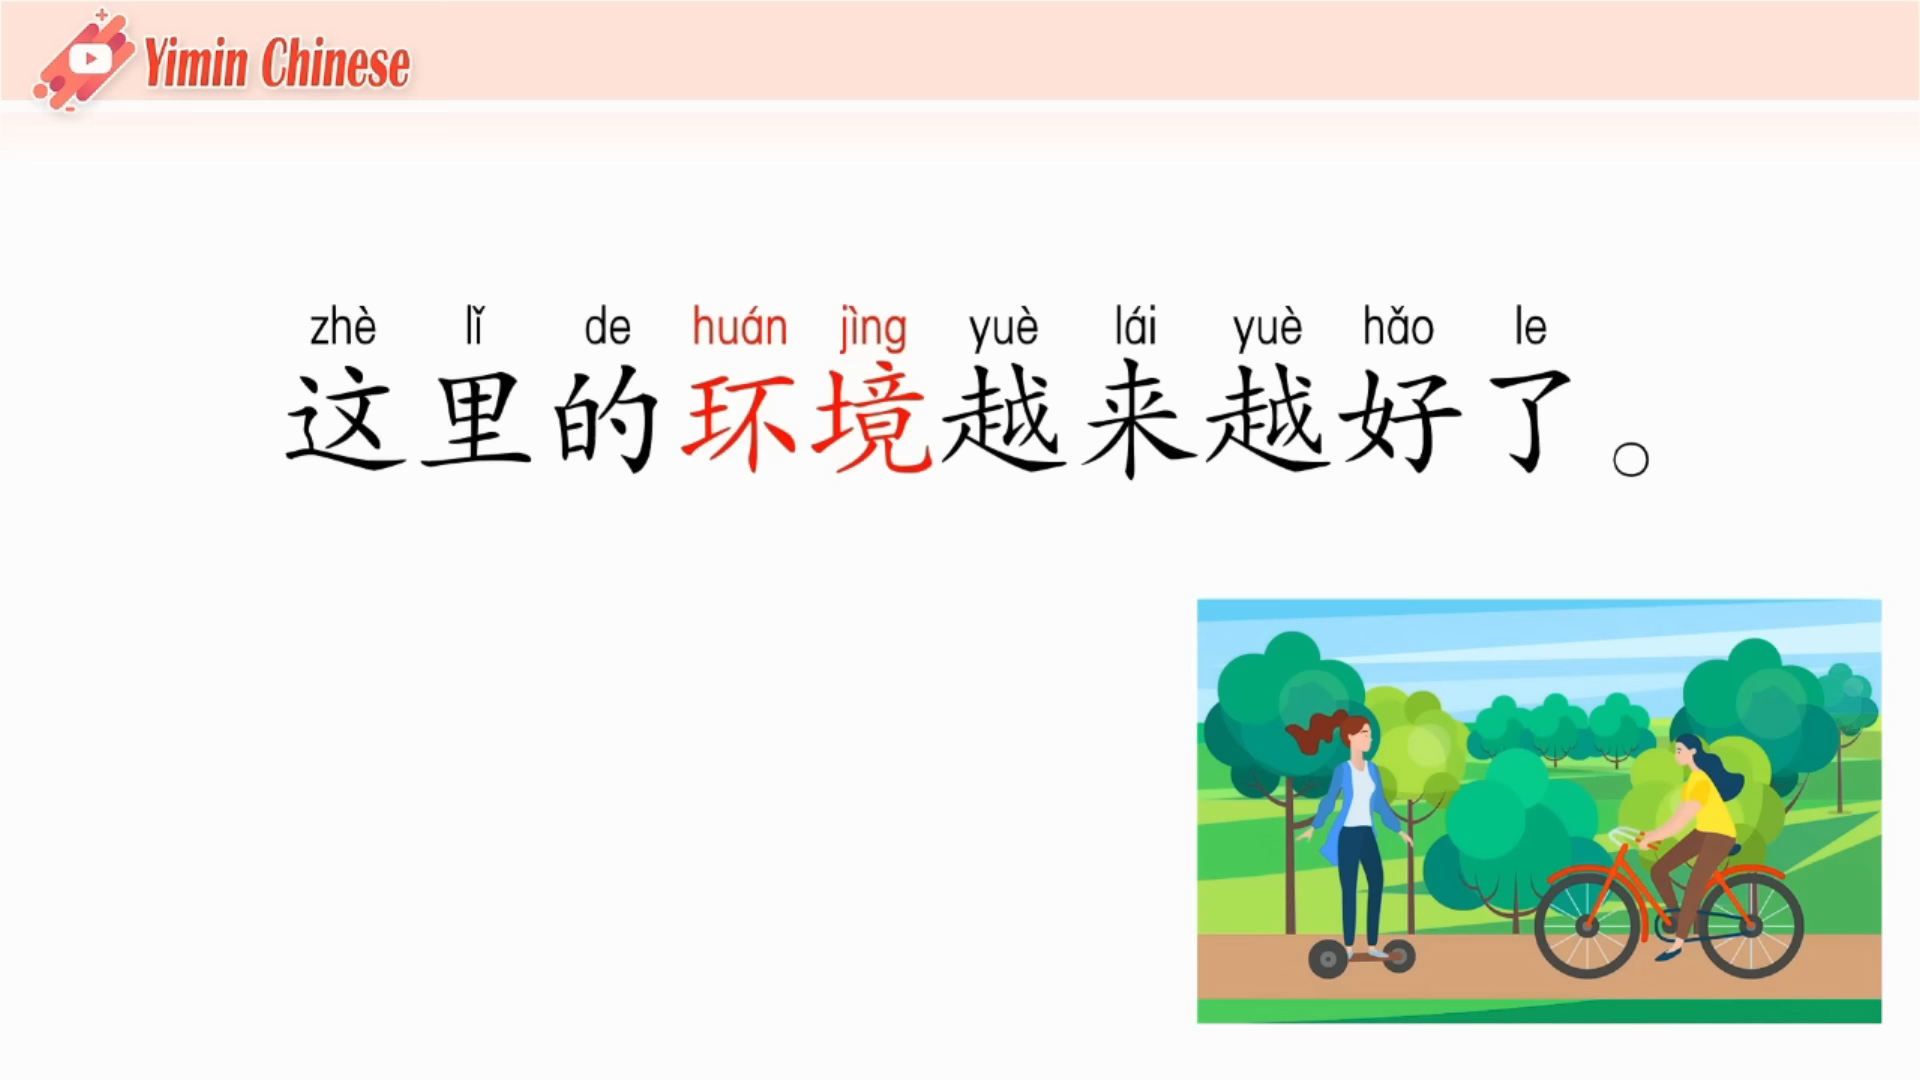 Yimin Chinese
zhè lǐ de huán jìng yuè lái yuè hǎo le
这里的环境越来越好了。